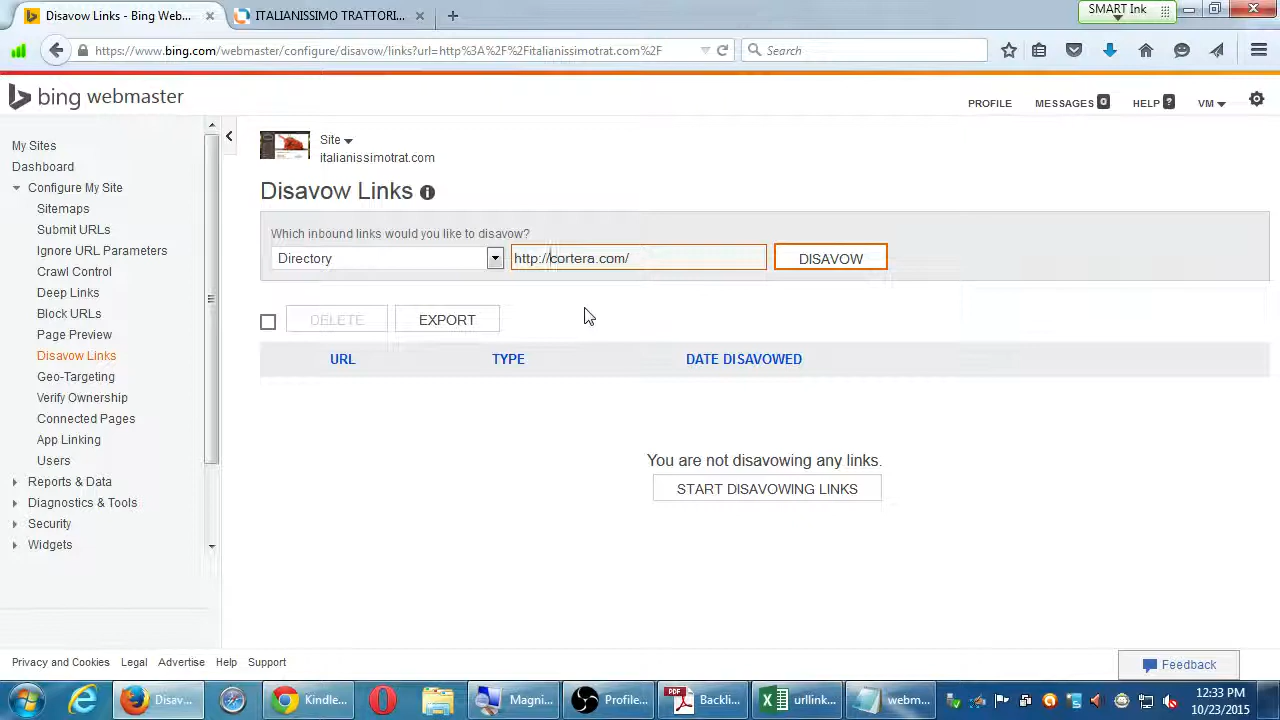 Disavow Links - Bing Web... ×
ITALIANISSIMO TRATTORI... ×
+
SMART Ink
https://www.bing.com/webmaster/configure/disavow/links?url=http%3A%2F%2Fitalianissimotrat.com%2F
Search
bing webmaster
PROFILE
MESSAGES 0
HELP ?
VM
My Sites
Dashboard
Configure My Site
Sitemaps
Submit URLs
Ignore URL Parameters
Crawl Control
Deep Links
Block URLs
Page Preview
Disavow Links
Geo-Targeting
Verify Ownership
Connected Pages
App Linking
Users
Reports & Data
Diagnostics & Tools
Security
Widgets
Site
italianissimotrat.com
Disavow Links
Which inbound links would you like to disavow?
Directory
http://cortera.com/
DISAVOW
DELETE
EXPORT
URL
TYPE
DATE DISAVOWED
You are not disavowing any links.
START DISAVOWING LINKS
Privacy and Cookies
Legal
Advertise
Help
Support
Feedback
Disav...
Kindle...
Magni...
Profile...
PDF
Backli...
urllink...
webm...
12:33 PM
10/23/2015